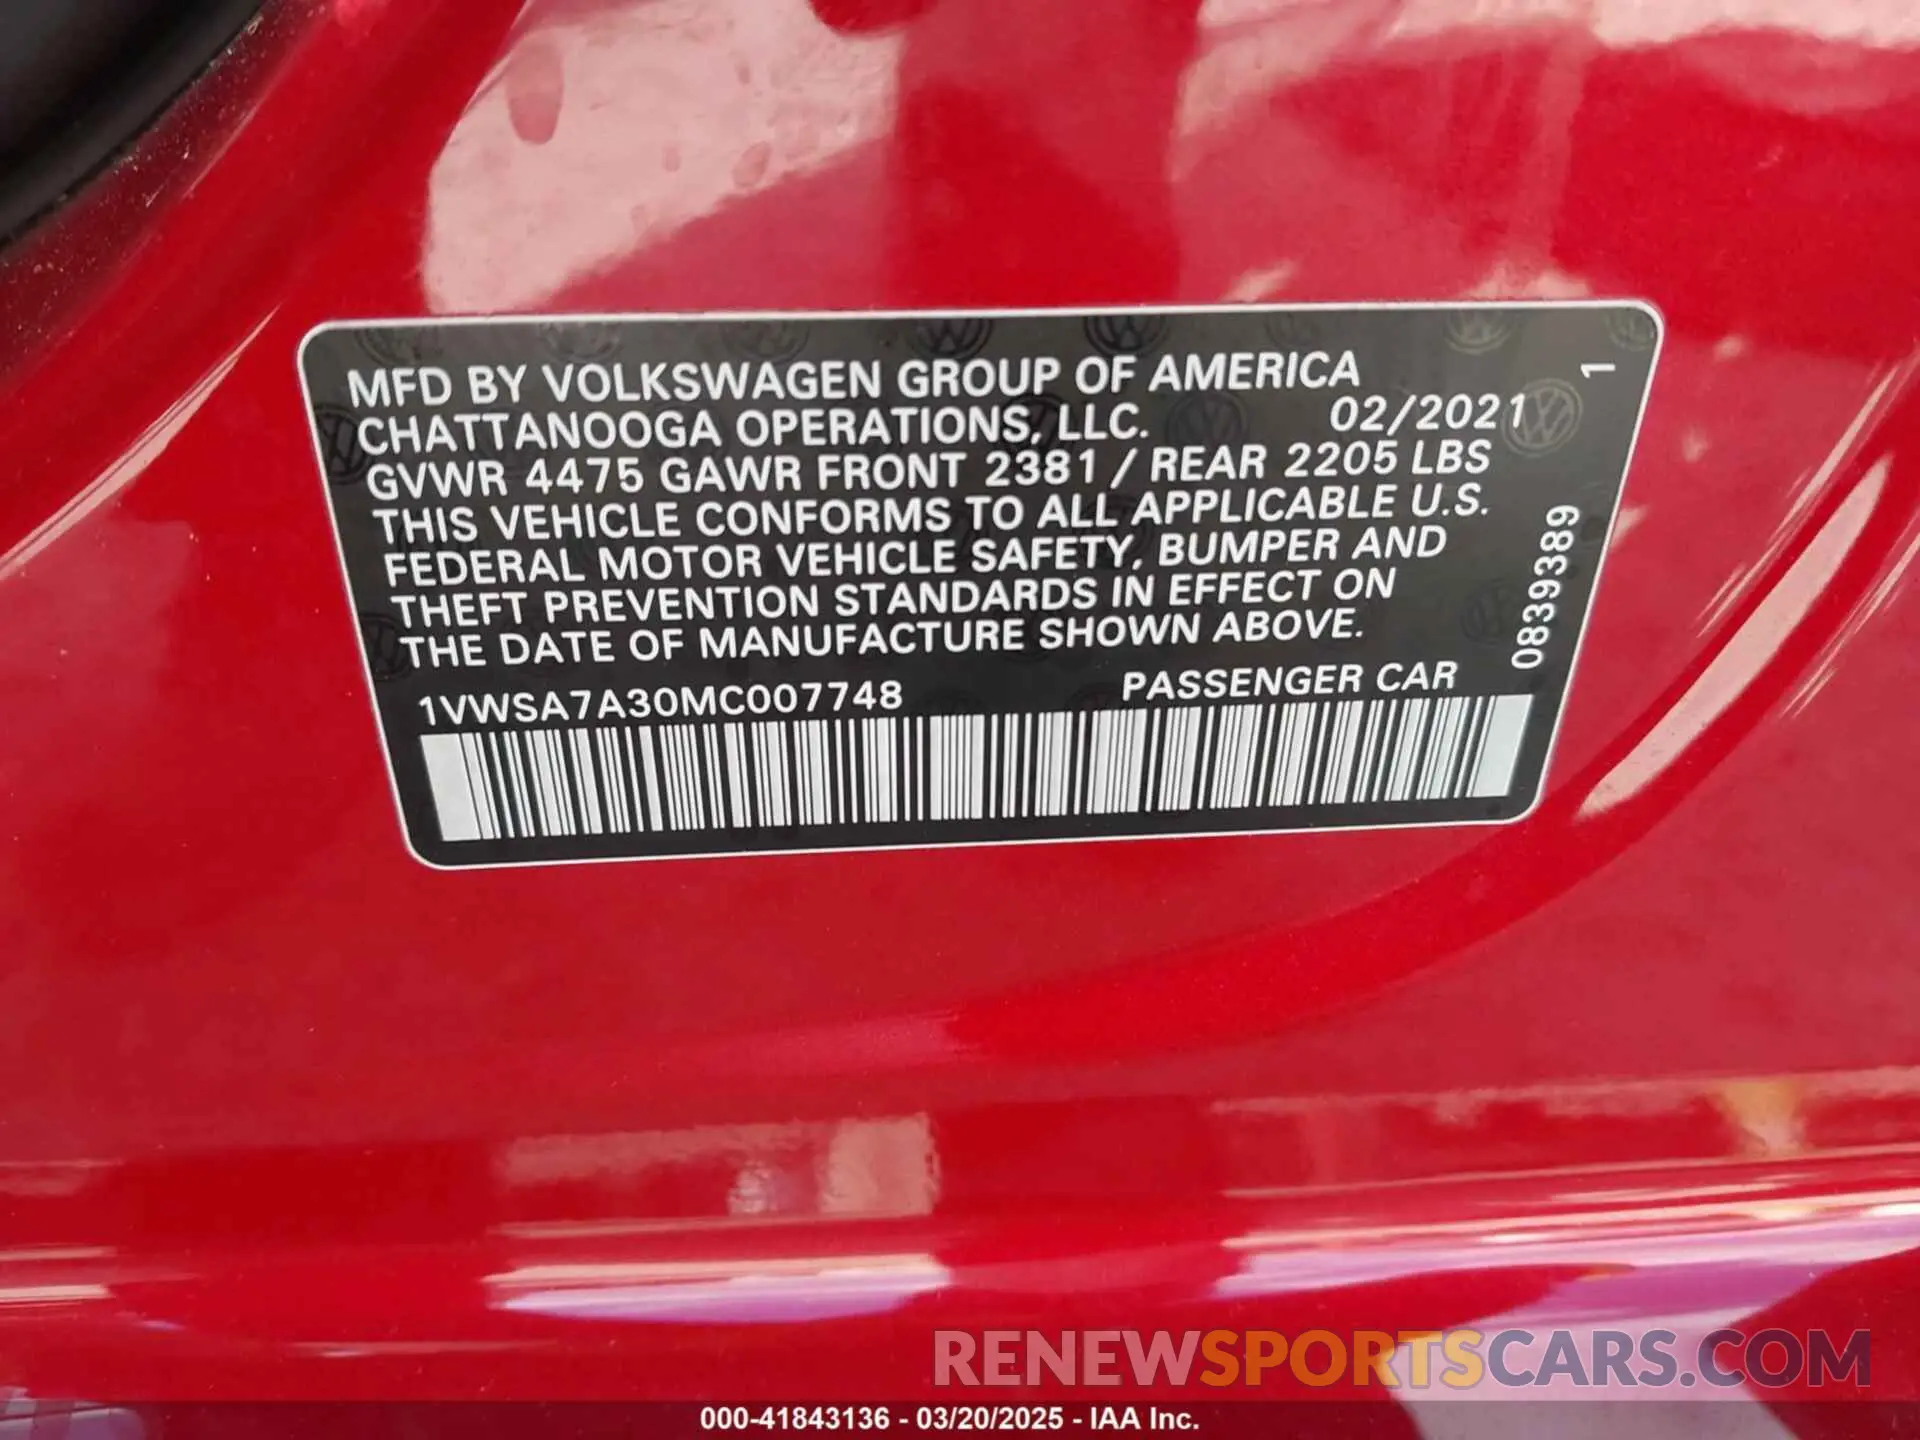 MFD BY VOLKSWAGEN GROUP OF AMERICA
CHATTANOOGA OPERATIONS, LLC. 02/2021
GVWR 4475 GAWR FRONT 2381 / REAR 2205 LBS
THIS VEHICLE CONFORMS TO ALL APPLICABLE U.S.
FEDERAL MOTOR VEHICLE SAFETY, BUMPER AND
THEFT PREVENTION STANDARDS IN EFFECT ON
THE DATE OF MANUFACTURE SHOWN ABOVE.
1VWSA7A30MC007748 PASSENGER CAR
0839389
1
RENEWSPORTSCARS.COM
000-41843136 - 03/20/2025 - IAA Inc.